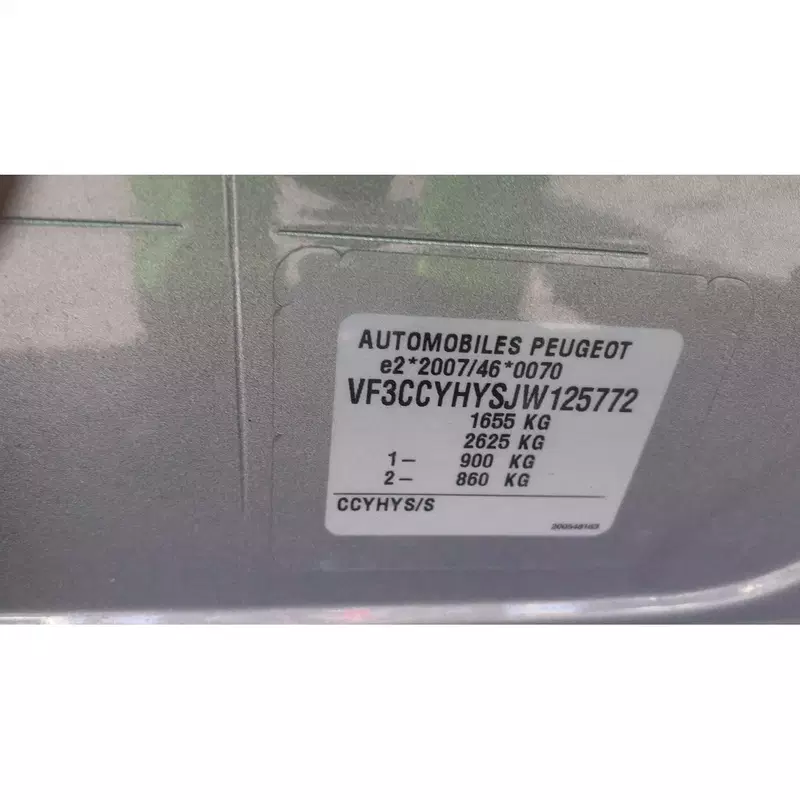 AUTOMOBILES PEUGEOT
e2*2007/46*0070
VF3CCYHYSJW125772
1655 KG
2625 KG
1- 900 KG
2- 860 KG
CCYHYS/S